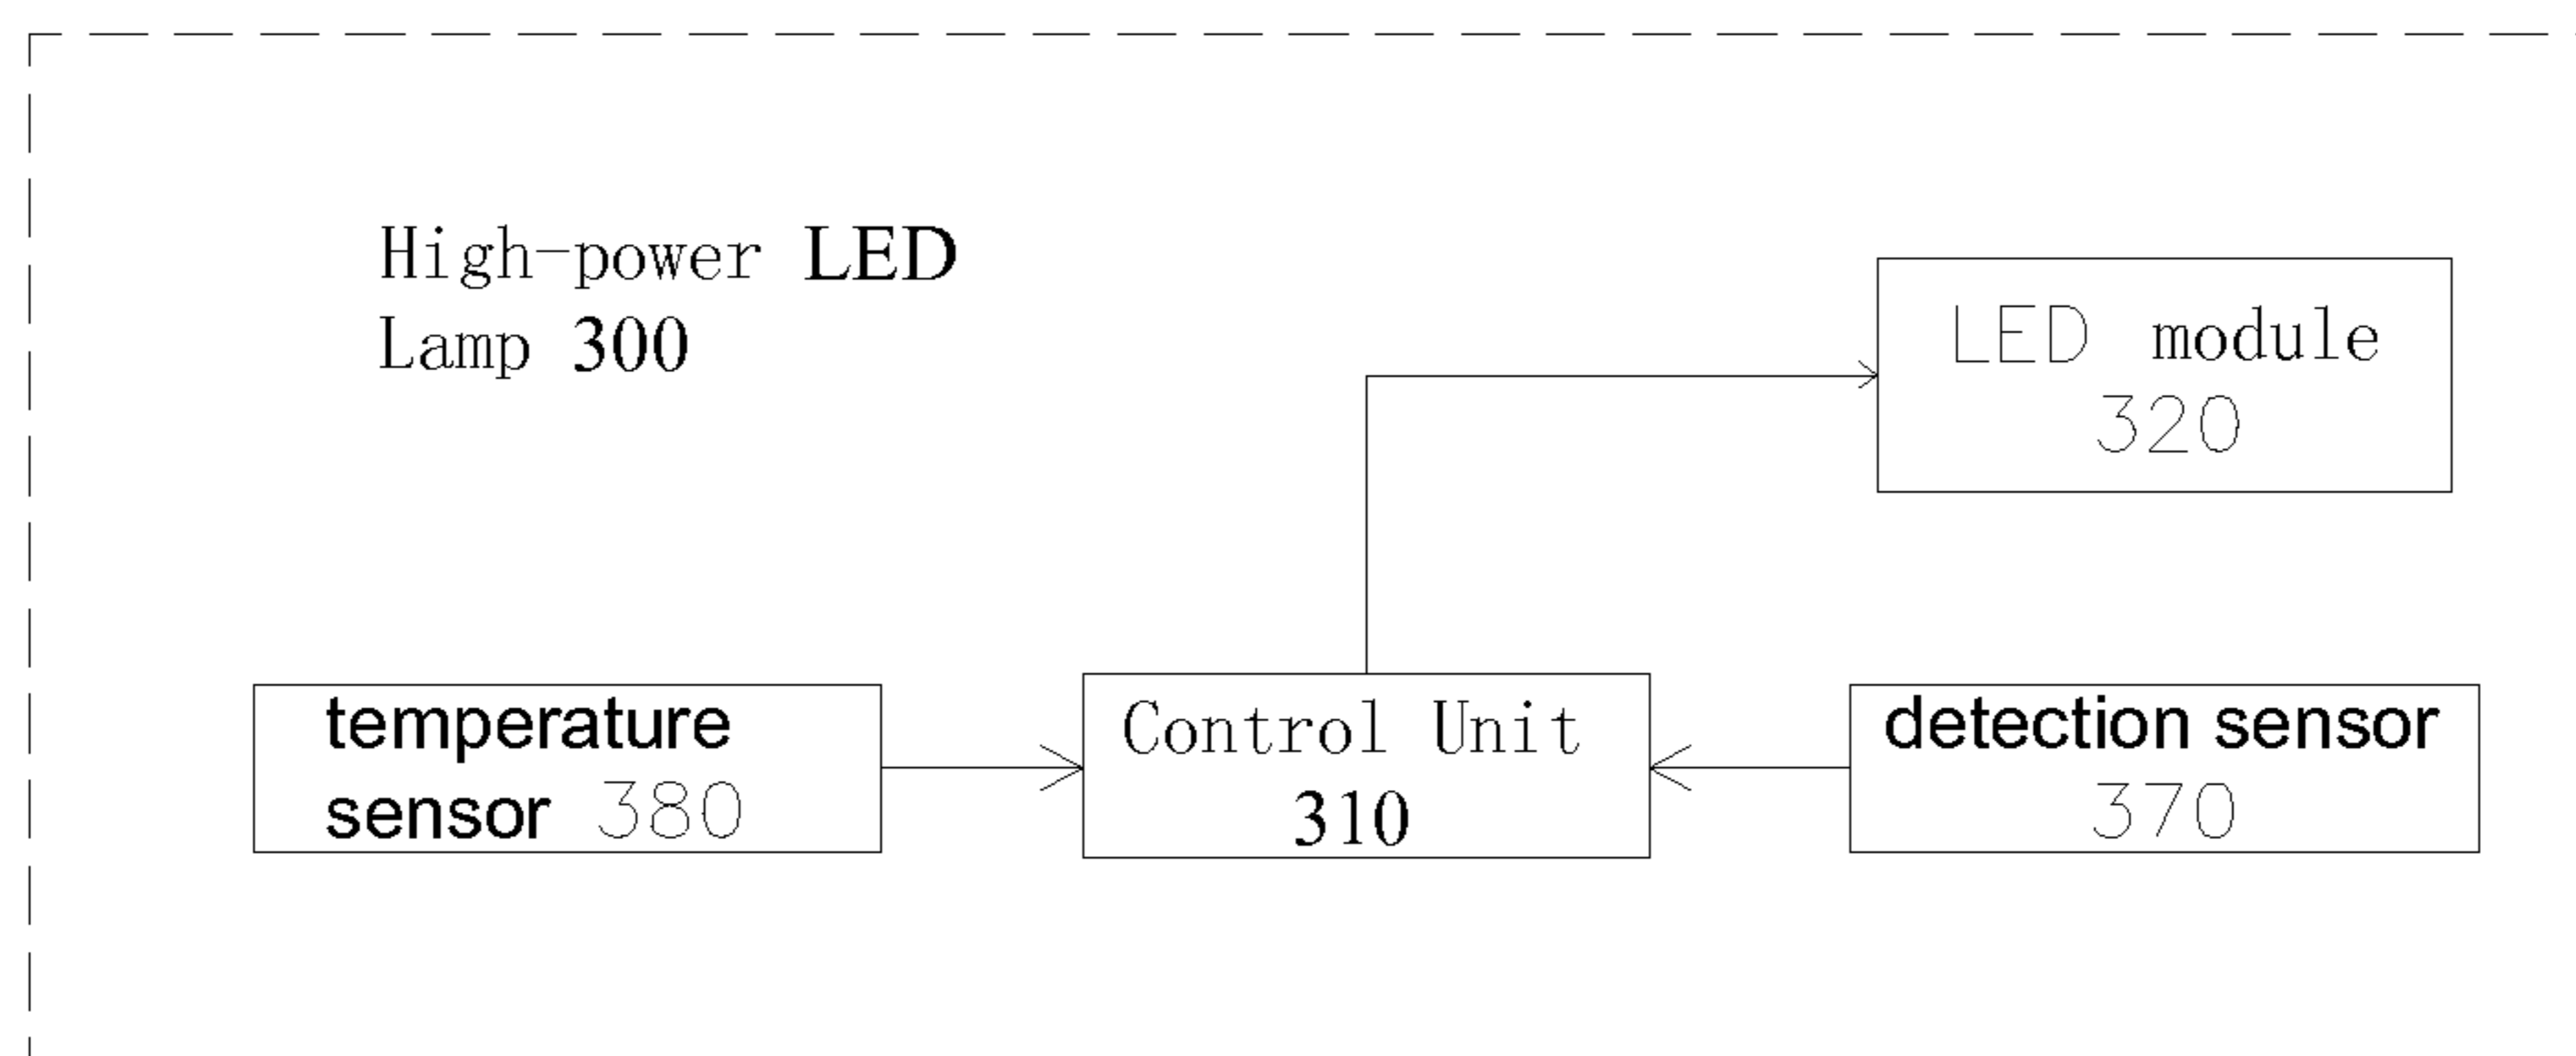 High-power LED
Lamp 300
LED module
320
temperature
sensor 380
Control Unit
310
detection sensor
370